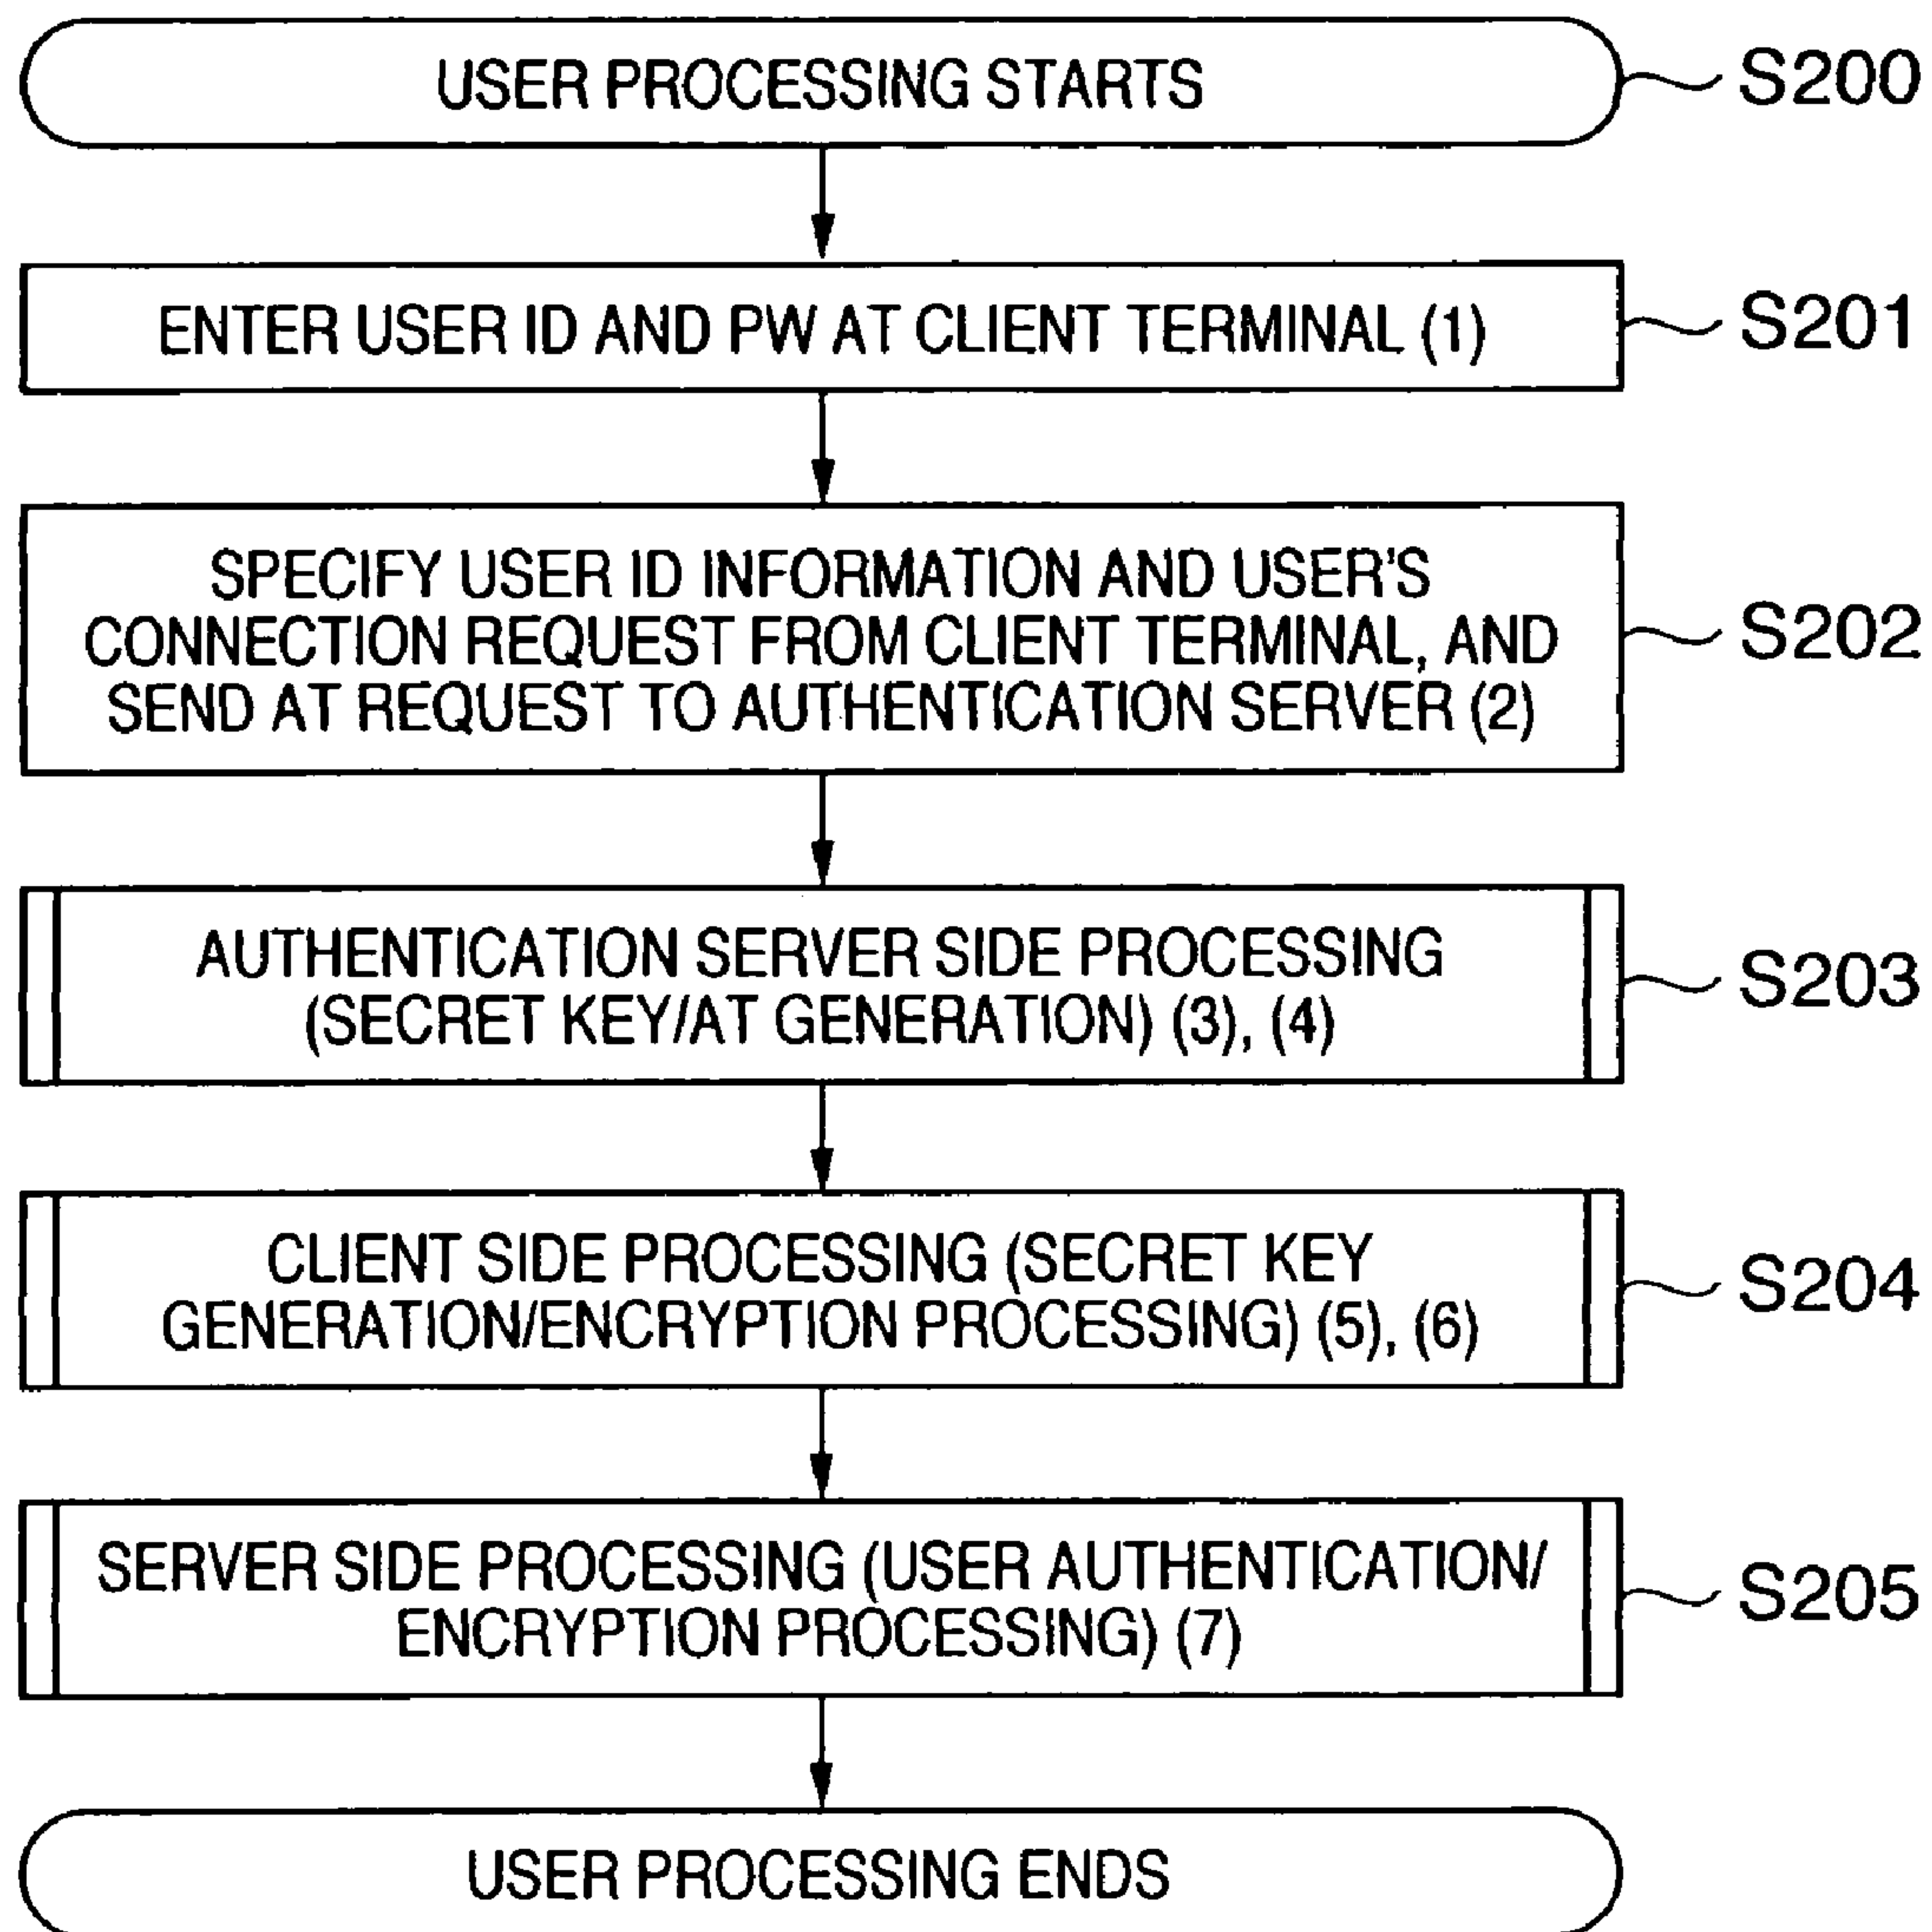 USER PROCESSING STARTS
S200
ENTER USER ID AND PW AT CLIENT TERMINAL (1)
S201
SPECIFY USER ID INFORMATION AND USER'S
CONNECTION REQUEST FROM CLIENT TERMINAL, AND
SEND AT REQUEST TO AUTHENTICATION SERVER (2)
S202
AUTHENTICATION SERVER SIDE PROCESSING
(SECRET KEY/AT GENERATION) (3), (4)
S203
CLIENT SIDE PROCESSING (SECRET KEY
GENERATION/ENCRYPTION PROCESSING) (5), (6)
S204
SERVER SIDE PROCESSING (USER AUTHENTICATION/
ENCRYPTION PROCESSING) (7)
S205
USER PROCESSING ENDS